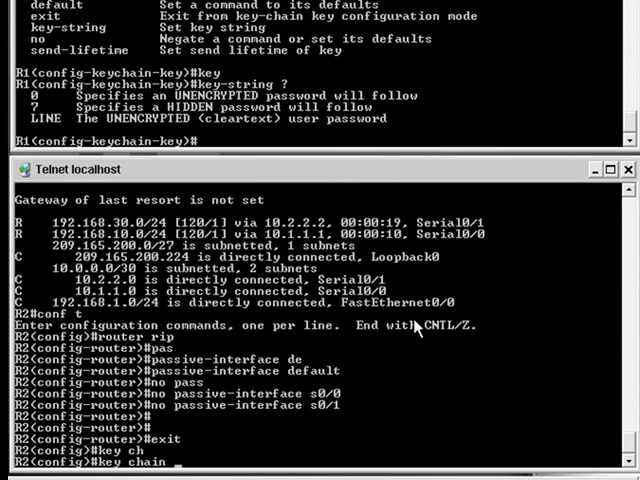 default                Set a command to its defaults
exit                   Exit from key-chain key configuration mode
key-string             Set key string
no                     Negate a command or set its defaults
send-lifetime          Set send lifetime of key
R1(config-keychain-key)#key
R1(config-keychain-key)#key-string ?
0     Specifies an UNENCRYPTED password will follow
7     Specifies a HIDDEN password will follow
LINE  The UNENCRYPTED (cleartext) user password
R1(config-keychain-key)#
Telnet localhost
Gateway of last resort is not set
R    192.168.30.0/24 [120/1] via 10.2.2.2, 00:00:19, Serial0/1
R    192.168.10.0/24 [120/1] via 10.1.1.1, 00:00:10, Serial0/0
209.165.200.0/27 is subnetted, 1 subnets
C       209.165.200.224 is directly connected, Loopback0
10.0.0.0/30 is subnetted, 2 subnets
C       10.2.2.0 is directly connected, Serial0/1
C       10.1.1.0 is directly connected, Serial0/0
C    192.168.1.0/24 is directly connected, FastEthernet0/0
R2#conf t
Enter configuration commands, one per line.  End with CNTL/Z.
R2(config)#router rip
R2(config-router)#pas
R2(config-router)#passive-interface de
R2(config-router)#passive-interface default
R2(config-router)#no pass
R2(config-router)#no passive-interface s0/0
R2(config-router)#no passive-interface s0/1
R2(config-router)#
R2(config-router)#
R2(config-router)#exit
R2(config)#key ch
R2(config)#key chain _